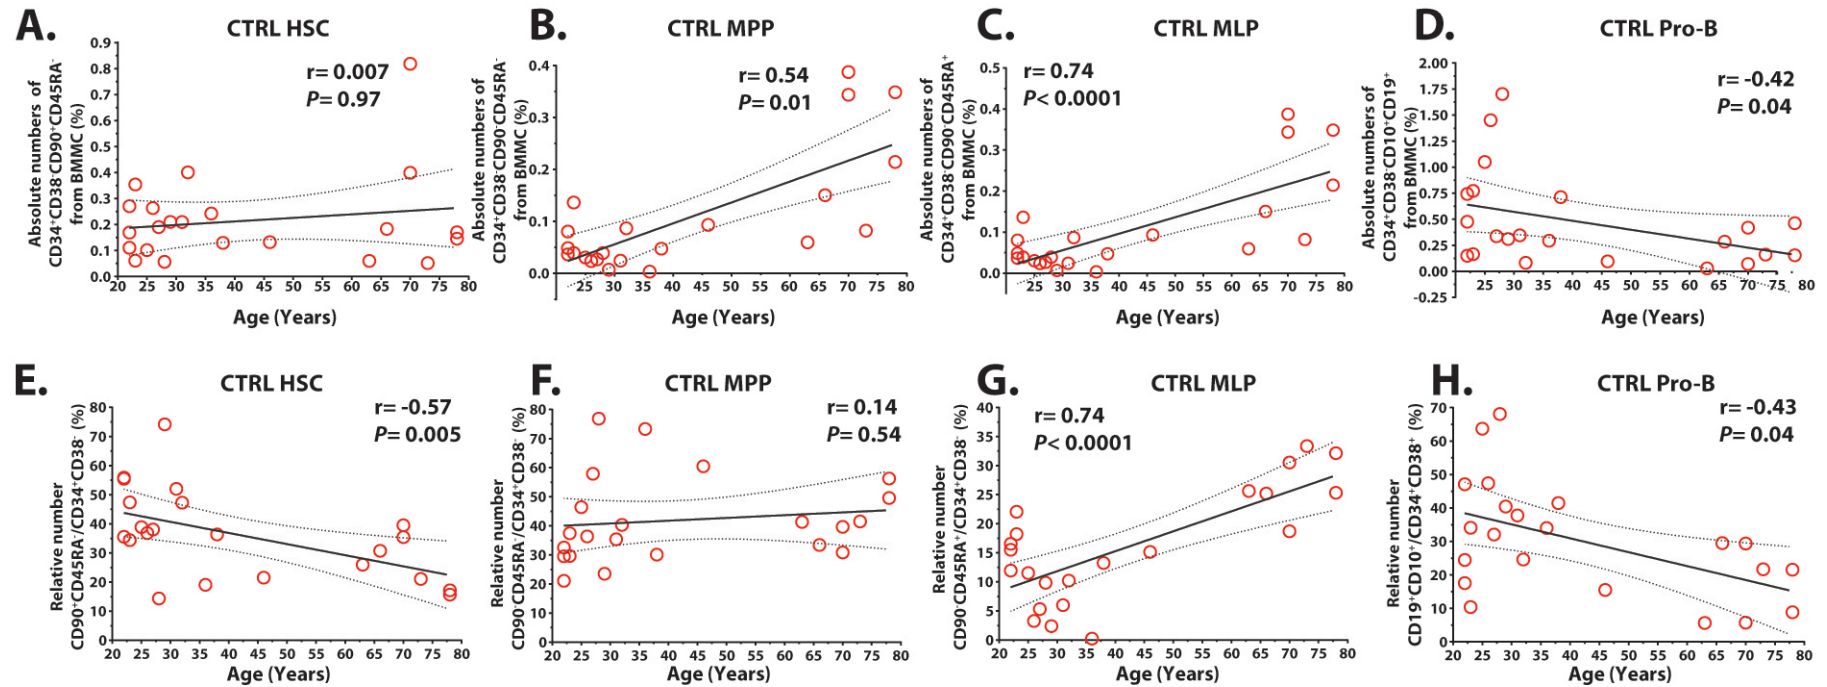 A.
CTRL HSC
Absolute numbers of
CD34⁺CD38⁻CD90⁺CD45RA⁻
from BMMC (%)
0.9
0.8
0.7
0.6
0.5
0.4
0.3
0.2
0.1
0.0
r= 0.007
P= 0.97
20 25 30 35 40 45 50 55 60 65 70 75 80
Age (Years)
B.
CTRL MPP
Absolute numbers of
CD34⁺CD38⁻CD90⁻CD45RA⁻
from BMMC (%)
0.4
0.3
0.2
0.1
0.0
r= 0.54
P= 0.01
20 25 30 35 40 45 50 55 60 65 70 75 80
Age (Years)
C.
CTRL MLP
Absolute numbers of
CD34⁺CD38⁻CD90⁻CD45RA⁺
from BMMC (%)
0.5
0.4
0.3
0.2
0.1
0.0
r= 0.74
P< 0.0001
25 30 35 40 45 50 55 60 65 70 75 80
Age (Years)
D.
CTRL Pro-B
Absolute numbers of
CD34⁺CD38⁻CD10⁺CD19⁺
from BMMC (%)
2.00
1.75
1.50
1.25
1.00
0.75
0.50
0.25
0.00
-0.25
r= -0.42
P= 0.04
25 30 35 40 45 50 55 60 65 70 75 80
Age (Years)
E.
CTRL HSC
Relative number
CD90⁺CD45RA⁻/CD34⁺CD38⁻ (%)
80
70
60
50
40
30
20
10
0
r= -0.57
P= 0.005
20 25 30 35 40 45 50 55 60 65 70 75 80
Age (Years)
F.
CTRL MPP
Relative number
CD90⁻CD45RA⁻/CD34⁺CD38⁻ (%)
80
70
60
50
40
30
20
10
0
r= 0.14
P= 0.54
20 25 30 35 40 45 50 55 60 65 70 75 80
Age (Years)
G.
CTRL MLP
Relative number
CD90⁻CD45RA⁺/CD34⁺CD38⁻ (%)
40
35
30
25
20
15
10
5
0
r= 0.74
P< 0.0001
20 25 30 35 40 45 50 55 60 65 70 75 80
Age (Years)
H.
CTRL Pro-B
Relative number
CD19⁺CD10⁺/CD34⁺CD38⁺ (%)
70
60
50
40
30
20
10
0
r= -0.43
P= 0.04
20 25 30 35 40 45 50 55 60 65 70 75 80
Age (Years)